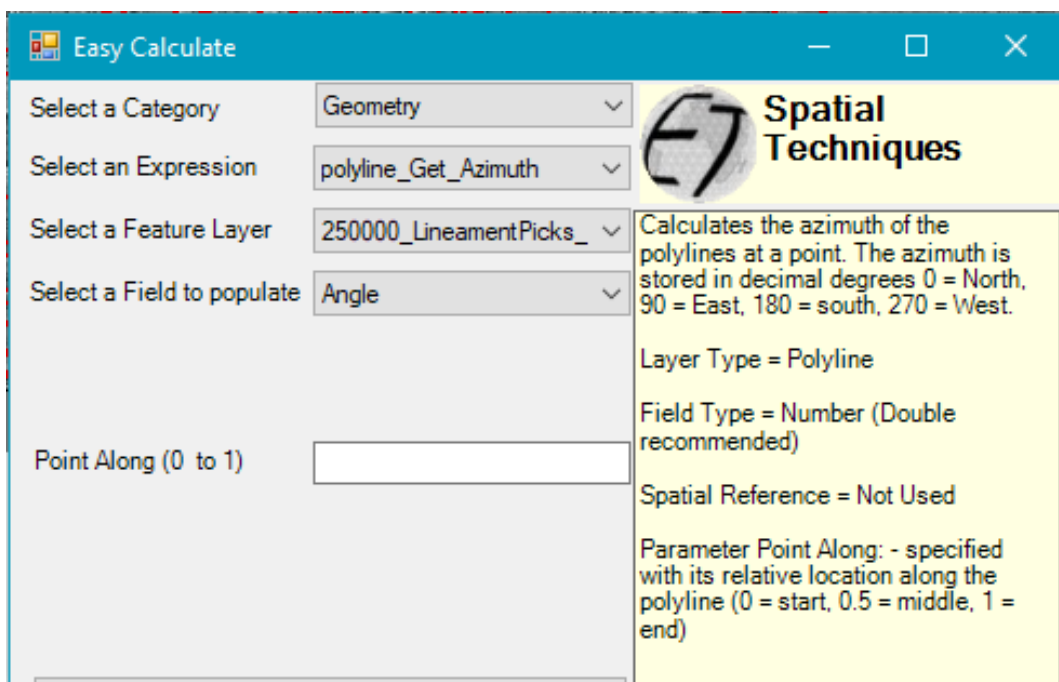 Easy Calculate
Select a Category
Geometry
Select an Expression
polyline_Get_Azimuth
Select a Feature Layer
250000_LineamentPicks_
Select a Field to populate
Angle
Point Along (0 to 1)
ET
Spatial
Techniques
Calculates the azimuth of the
polylines at a point. The azimuth is
stored in decimal degrees 0 = North,
90 = East, 180 = south, 270 = West.
Layer Type = Polyline
Field Type = Number (Double
recommended)
Spatial Reference = Not Used
Parameter Point Along: - specified
with its relative location along the
polyline (0 = start, 0.5 = middle, 1 =
end)